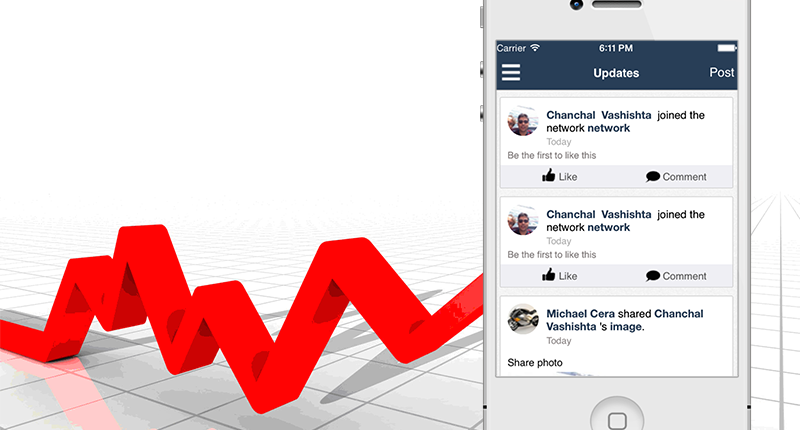 Carrier 6:11 PM
Updates Post
Chanchal Vashishta joined the
network network
Today
Be the first to like this
Like Comment
Chanchal Vashishta joined the
network network
Today
Be the first to like this
Like Comment
Michael Cera shared Chanchal
Vashishta 's image.
Today
Share photo